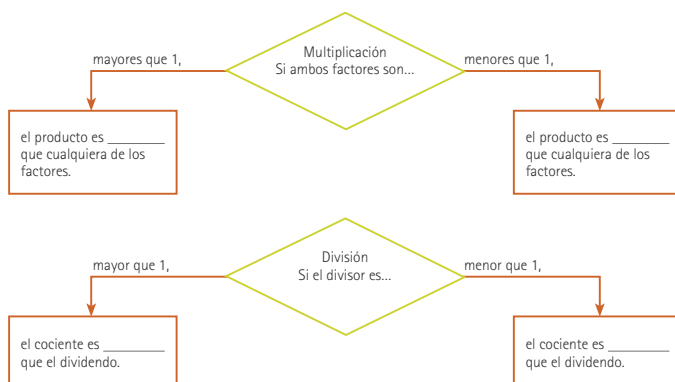 Multiplicación
Si ambos factores son...
mayores que 1,
menores que 1,
el producto es ________
que cualquiera de los
factores.
el producto es ________
que cualquiera de los
factores.
División
Si el divisor es...
mayor que 1,
menor que 1,
el cociente es _________
que el dividendo.
el cociente es _________
que el dividendo.